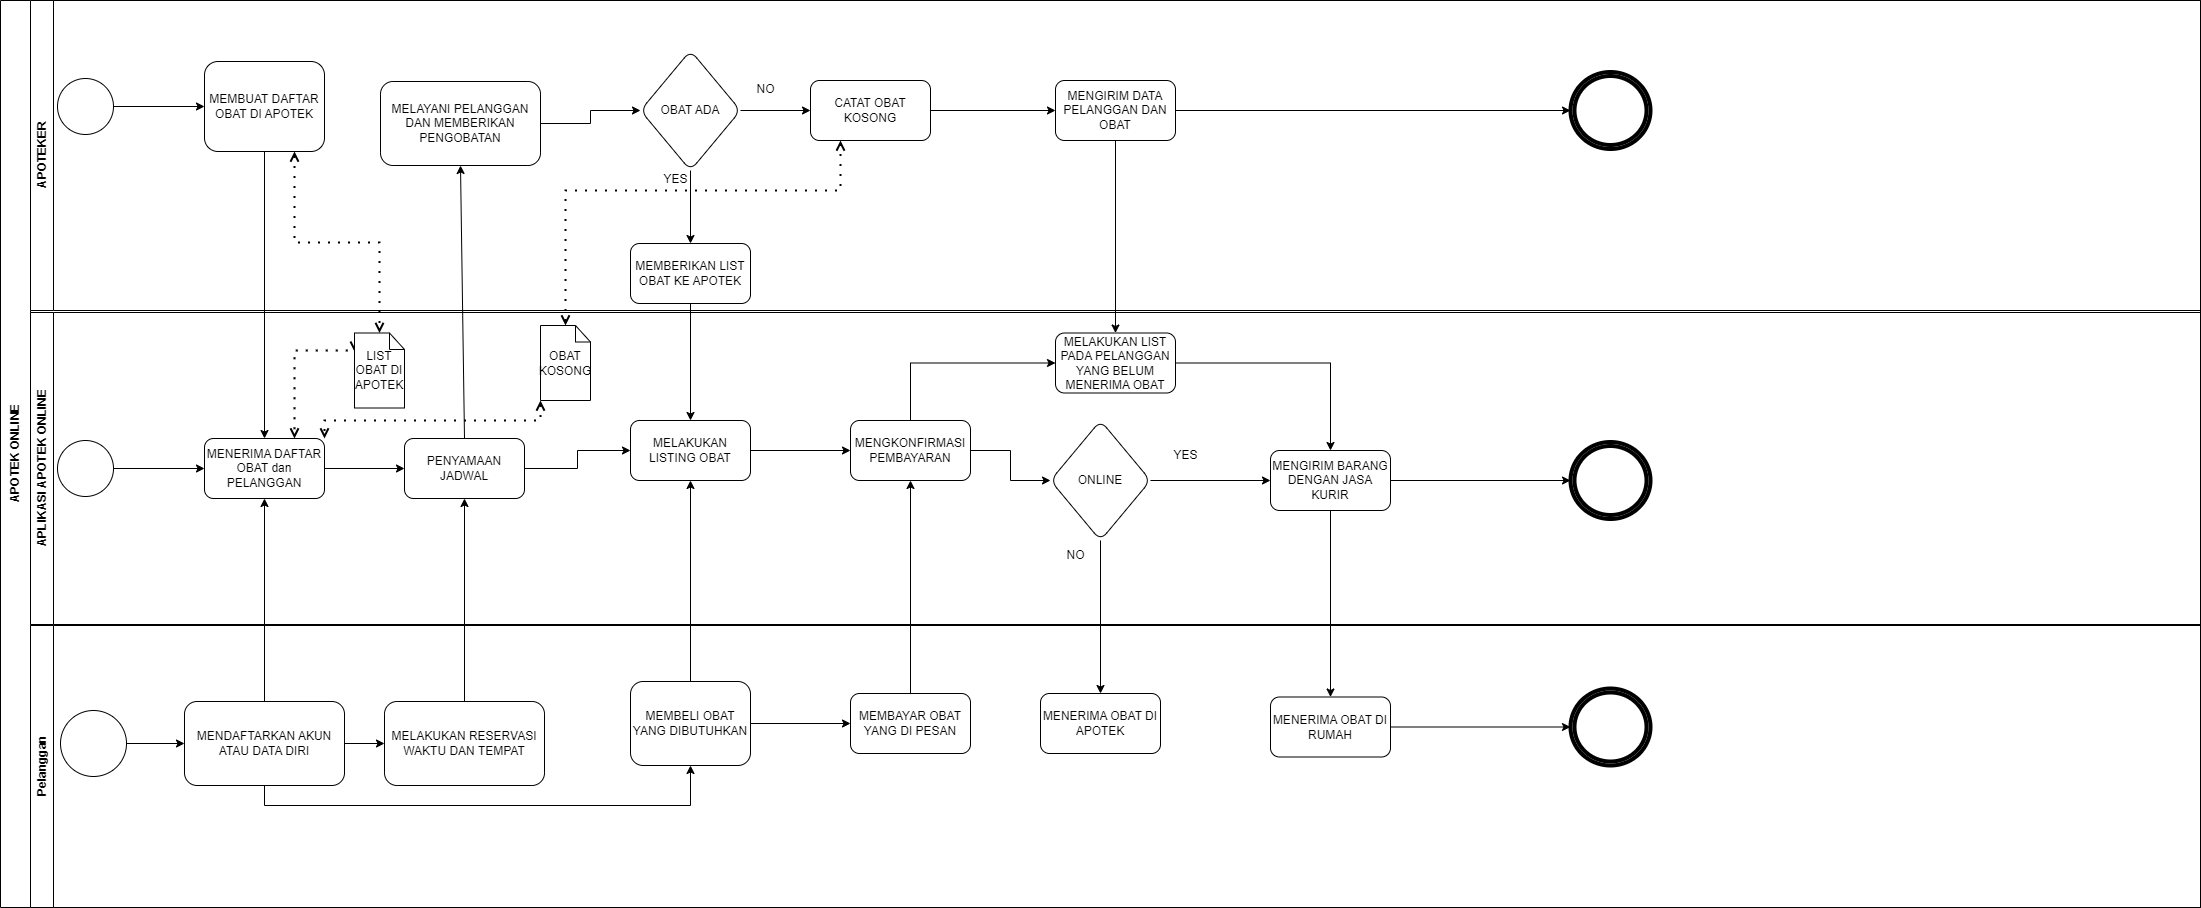 APOTEK ONLINE
APOTEKER
MEMBUAT DAFTAR
OBAT DI APOTEK
MELAYANI PELANGGAN
DAN MEMBERIKAN
PENGOBATAN
OBAT ADA
NO
YES
CATAT OBAT
KOSONG
MENGIRIM DATA
PELANGGAN DAN
OBAT
MEMBERIKAN LIST
OBAT KE APOTEK
APLIKASI APOTEK ONLINE
LIST
OBAT DI
APOTEK
OBAT
KOSONG
MELAKUKAN LIST
PADA PELANGGAN
YANG BELUM
MENERIMA OBAT
MENERIMA DAFTAR
OBAT dan
PELANGGAN
PENYAMAAN
JADWAL
MELAKUKAN
LISTING OBAT
MENGKONFIRMASI
PEMBAYARAN
ONLINE
YES
NO
MENGIRIM BARANG
DENGAN JASA
KURIR
Pelanggan
MENDAFTARKAN AKUN
ATAU DATA DIRI
MELAKUKAN RESERVASI
WAKTU DAN TEMPAT
MEMBELI OBAT
YANG DIBUTUHKAN
MEMBAYAR OBAT
YANG DI PESAN
MENERIMA OBAT DI
APOTEK
MENERIMA OBAT DI
RUMAH